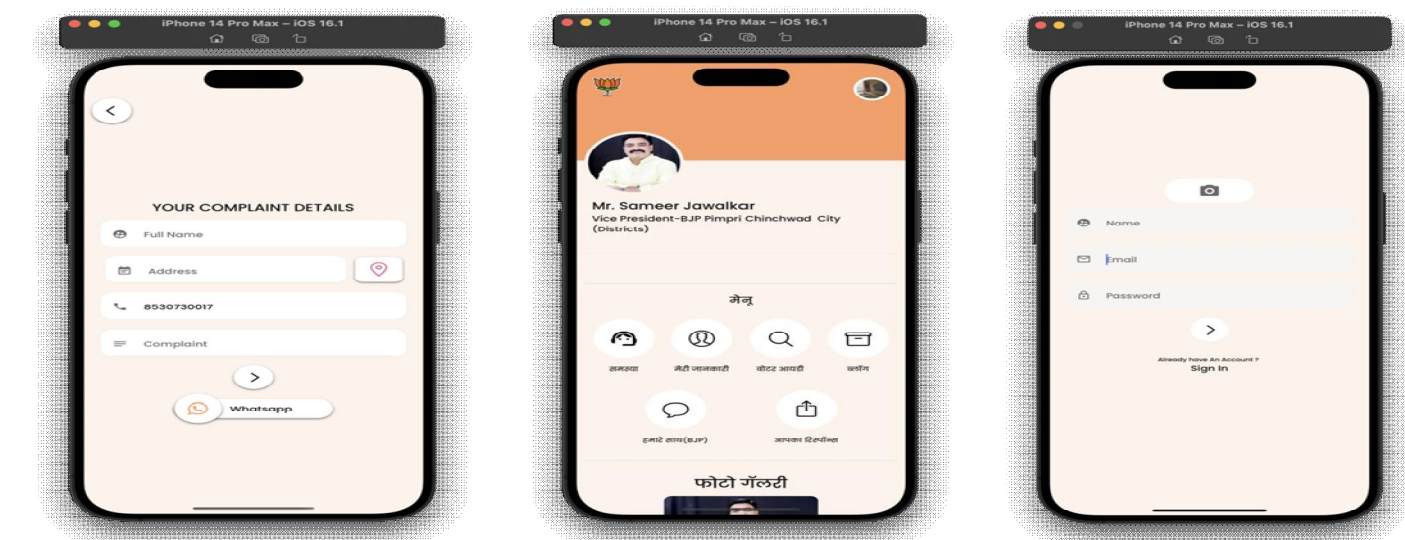 iPhone 14 Pro Max – iOS 16.1
YOUR COMPLAINT DETAILS
Full Name
Address
8530730017
Complaint
Whatsapp
iPhone 14 Pro Max – iOS 16.1
Mr. Sameer Jawalkar
Vice President-BJP Pimpri Chinchwad City
(Districts)
मेनू
समस्या
मेरी जानकारी
वोटर आयडी
ब्लॉग
हमारे साथ(BJP)
आपका रिस्पॉन्स
फोटो गॅलरी
iPhone 14 Pro Max – iOS 16.1
Name
Email
Password
Already have An Account ?
Sign In